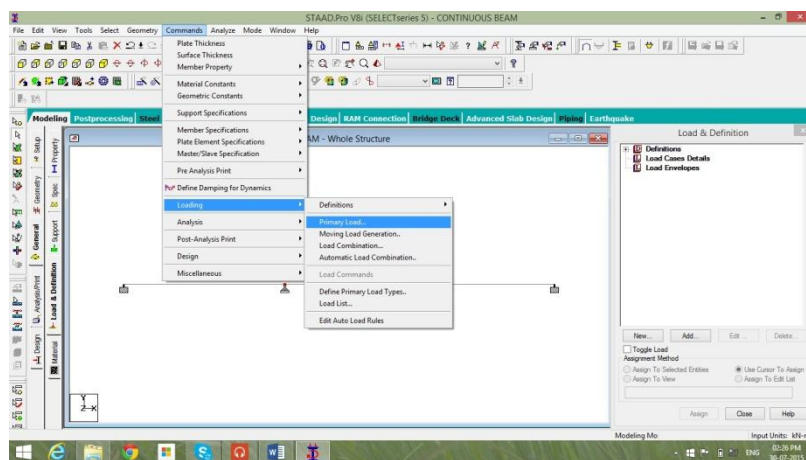 STAAD.Pro V8i (SELECTseries 5) - CONTINUOUS BEAM
File Edit View Tools Select Geometry Commands Analyze Mode Window Help
Plate Thickness
Surface Thickness
Member Property
Material Constants
Geometric Constants
Support Specifications
Member Specifications
Plate Element Specifications
Master/Slave Specification
Pre Analysis Print
Define Damping for Dynamics
Loading
Analysis
Post-Analysis Print
Design
Miscellaneous
Definitions
Primary Load...
Moving Load Generation..
Load Combination...
Automatic Load Combination...
Load Commands
Define Primary Load Types..
Load List...
Edit Auto Load Rules
Modeling Postprocessing Steel Design RAM Connection Bridge Deck Advanced Slab Design Piping Earthquake
AM - Whole Structure
Setup
Geometry
General
Analysis/Print
Design
Property
Spec
Support
Load & Definition
Material
Y
Z X
Load & Definition
Definitions
Load Cases Details
Load Envelopes
New... Add... Edit ... Delete...
Toggle Load
Assignment Method
Assign To Selected Entities Use Cursor To Assign
Assign To View Assign To Edit List
Assign Close Help
Modeling Mo Input Units: kN-
ENG 02:26 PM
30-07-2015